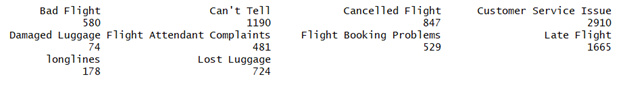 Bad Flight Can't Tell Cancelled Flight Customer Service Issue
580 1190 847 2910
Damaged Luggage Flight Attendant Complaints Flight Booking Problems Late Flight
74 481 529 1665
longlines Lost Luggage
178 724